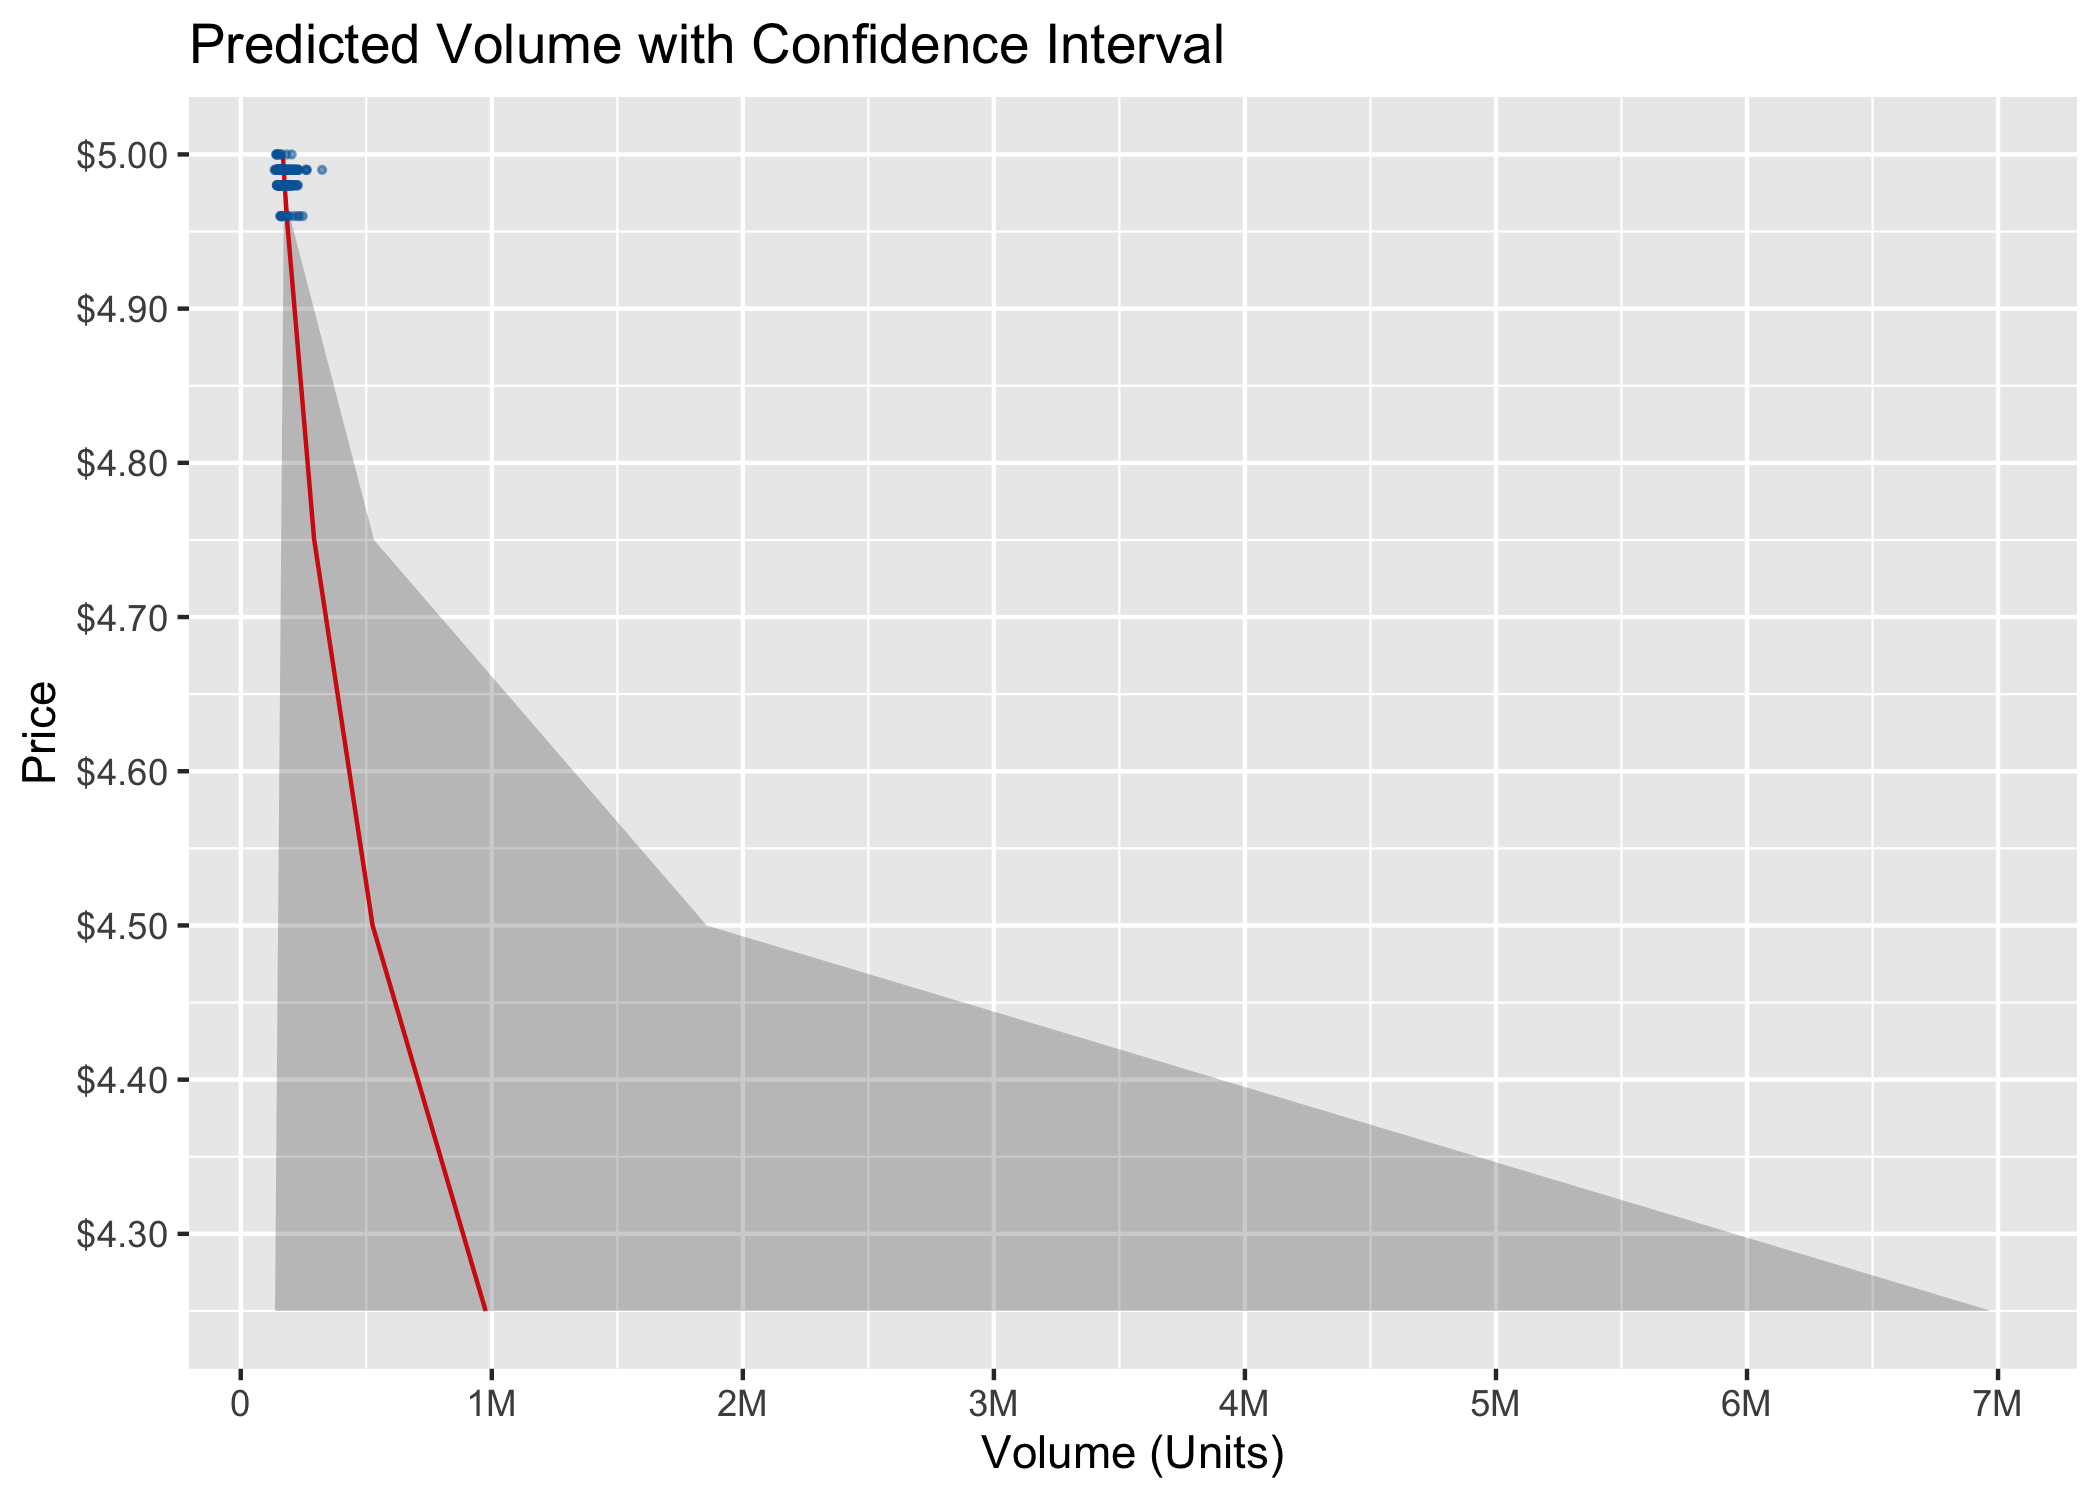 Predicted Volume with Confidence Interval
$5.00
$4.90
$4.80
$4.70
$4.60
$4.50
$4.40
$4.30
Price
0 1M 2M 3M 4M 5M 6M 7M
Volume (Units)